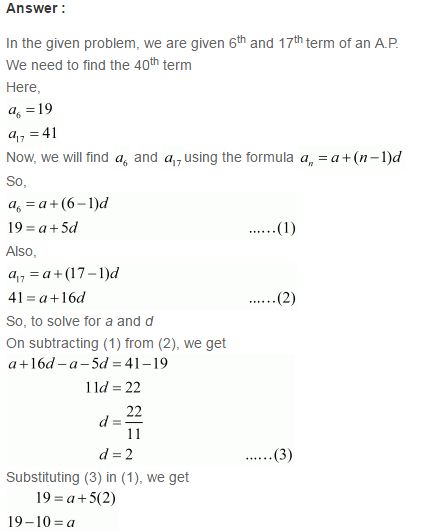 Answer :
In the given problem, we are given 6th and 17th term of an A.P.
We need to find the 40th term
Here,
a₆ = 19
a₁₇ = 41
Now, we will find a₆ and a₁₇ using the formula aₙ = a + (n − 1)d
So,
a₆ = a + (6 − 1)d
19 = a + 5d ......(1)
Also,
a₁₇ = a + (17 − 1)d
41 = a + 16d ......(2)
So, to solve for a and d
On subtracting (1) from (2), we get
a + 16d − a − 5d = 41 − 19
11d = 22
d = 22/11
d = 2 ......(3)
Substituting (3) in (1), we get
19 = a + 5(2)
19 − 10 = a